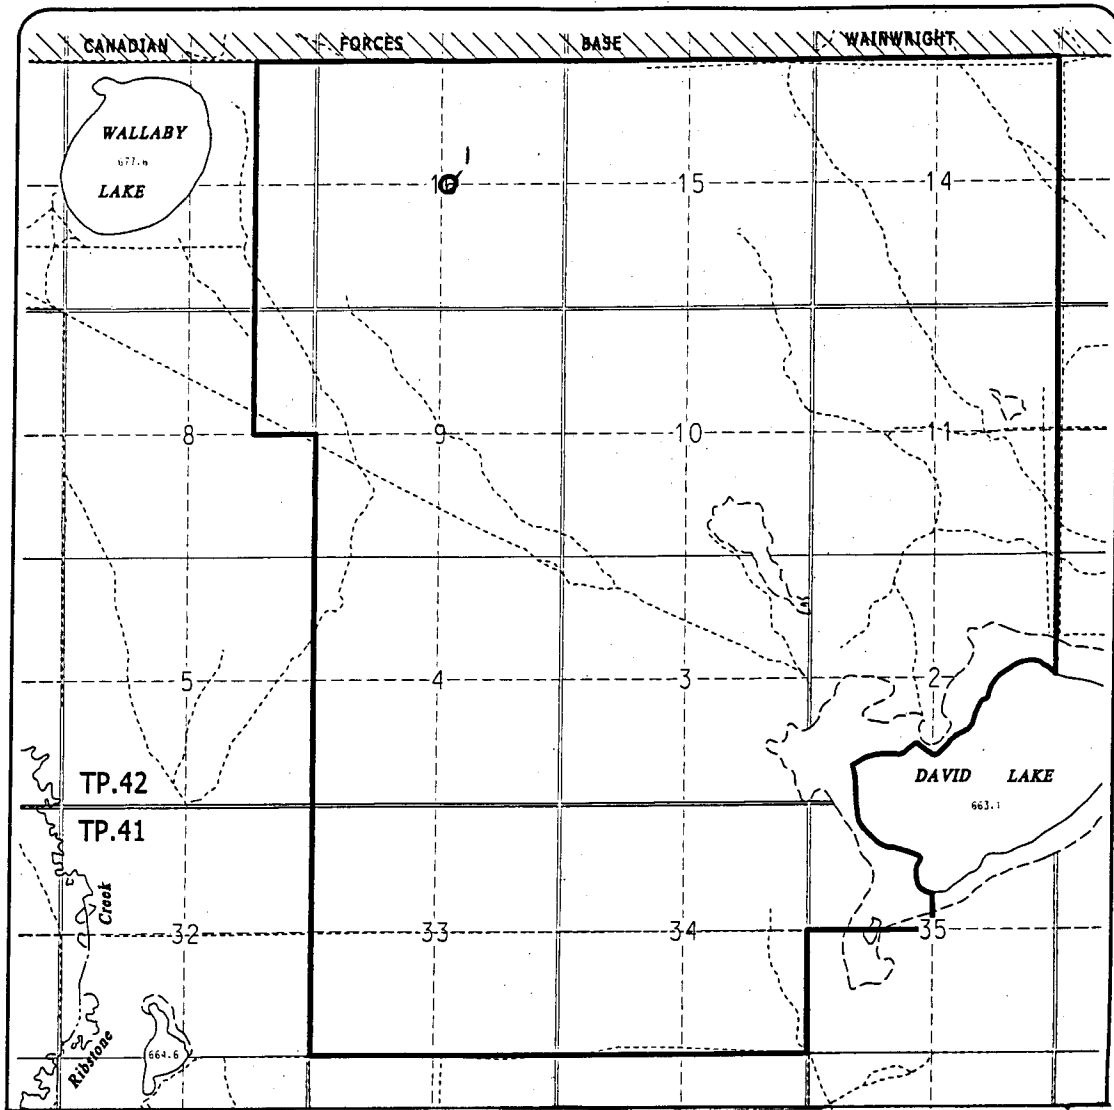 CANADIAN FORCES BASE WAINWRIGHT
WALLABY
677.6
LAKE
1
16 15 14
8 9 10 11
5 4 3 2
DAVID LAKE
663.1
TP.42
TP.41
Creek
32 33 34 35
Ribstone
664.6